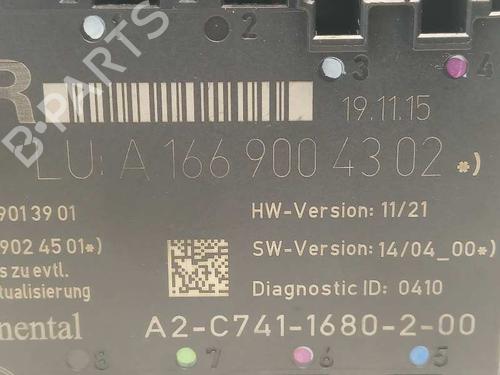 1 2 3 4
R
19.11.15
LU: A 166 900 43 02 *)
901 39 01
HW-Version: 11/21
902 45 01*)
SW-Version: 14/04_00*)
s zu evtl.
tualisierung
Diagnostic ID: 0410
nental
A2-C741-1680-2-00
8 7 6 5
B-PARTS